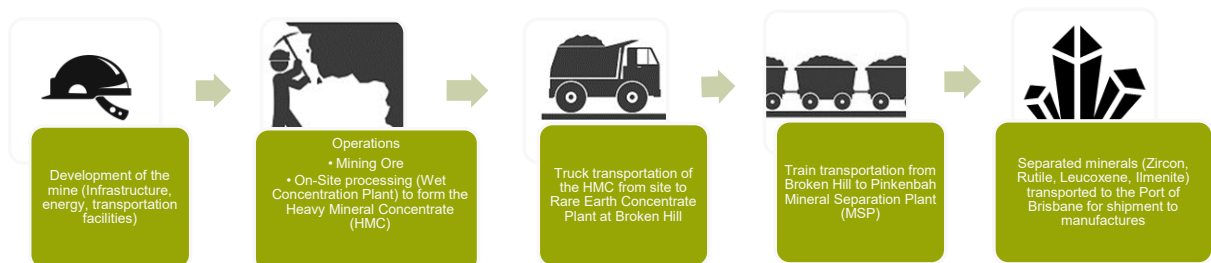 Development of the
mine (Infrastructure,
energy, transportation
facilities)
Operations
• Mining Ore
• On-Site processing (Wet
Concentration Plant) to form the
Heavy Mineral Concentrate
(HMC)
Truck transportation of
the HMC from site to
Rare Earth Concentrate
Plant at Broken Hill
Train transportation from
Broken Hill to Pinkenbah
Mineral Separation Plant
(MSP)
Separated minerals (Zircon,
Rutile, Leucoxene, Ilmenite)
transported to the Port of
Brisbane for shipment to
manufactures